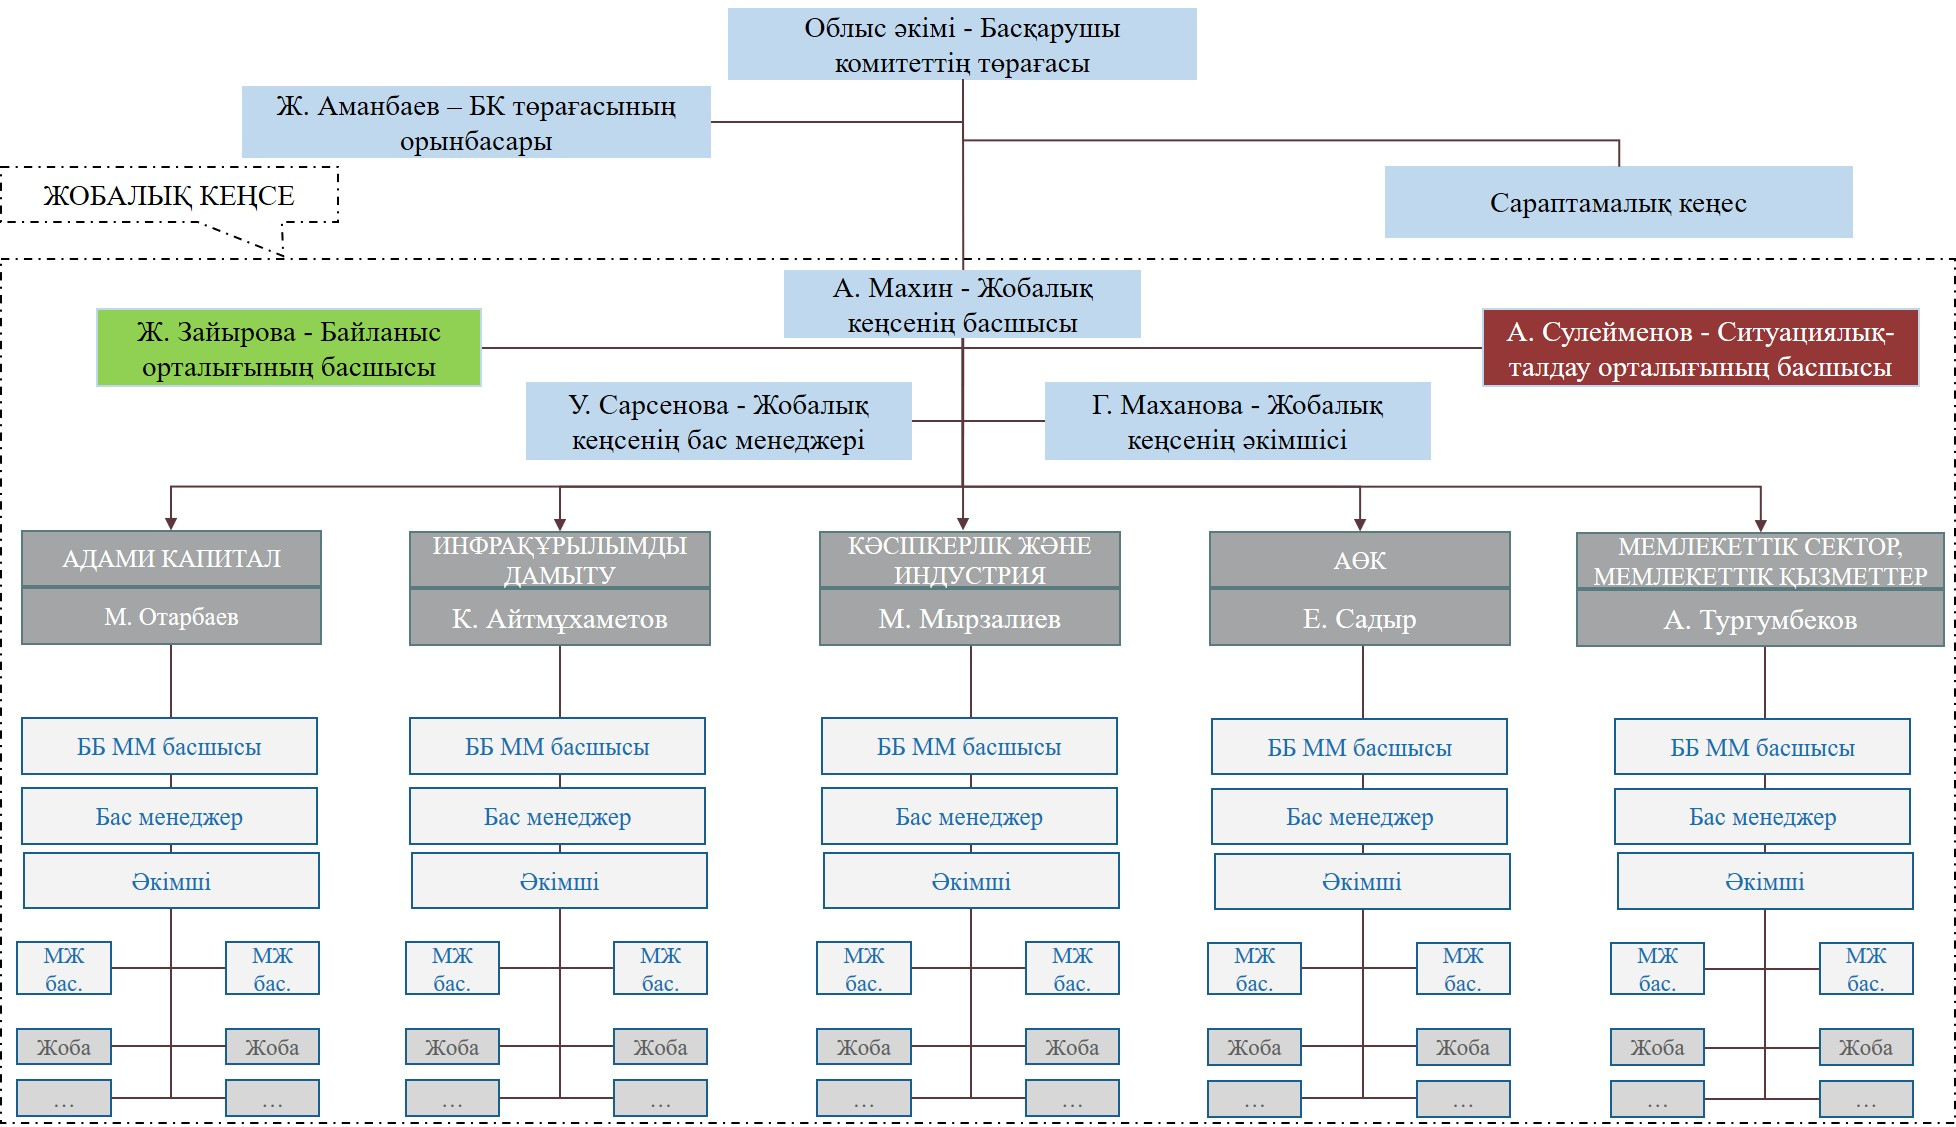 Облыс әкімі - Басқарушы
комитеттің төрағасы
Ж. Аманбаев – БК төрағасының
орынбасары
ЖОБАЛЫҚ КЕҢСЕ
Сараптамалық кеңес
А. Махин - Жобалық
кеңсенің басшысы
Ж. Зайырова - Байланыс
орталығының басшысы
А. Сулейменов - Ситуациялық-
талдау орталығының басшысы
У. Сарсенова - Жобалық
кеңсенің бас менеджері
Г. Маханова - Жобалық
кеңсенің әкімшісі
АДАМИ КАПИТАЛ
М. Отарбаев
ИНФРАҚҰРЫЛЫМДЫ
ДАМЫТУ
К. Айтмұхаметов
КӘСІПКЕРЛІК ЖӘНЕ
ИНДУСТРИЯ
М. Мырзалиев
АӨК
Е. Садыр
МЕМЛЕКЕТТІК СЕКТОР,
МЕМЛЕКЕТТІК ҚЫЗМЕТТЕР
А. Тургумбеков
ББ ММ басшысы
ББ ММ басшысы
ББ ММ басшысы
ББ ММ басшысы
ББ ММ басшысы
Бас менеджер
Бас менеджер
Бас менеджер
Бас менеджер
Бас менеджер
Әкімші
Әкімші
Әкімші
Әкімші
Әкімші
МЖ
бас.
МЖ
бас.
МЖ
бас.
МЖ
бас.
МЖ
бас.
МЖ
бас.
МЖ
бас.
МЖ
бас.
МЖ
бас.
МЖ
бас.
Жоба
Жоба
Жоба
Жоба
Жоба
Жоба
Жоба
Жоба
Жоба
Жоба
…
…
…
…
…
…
…
…
…
…